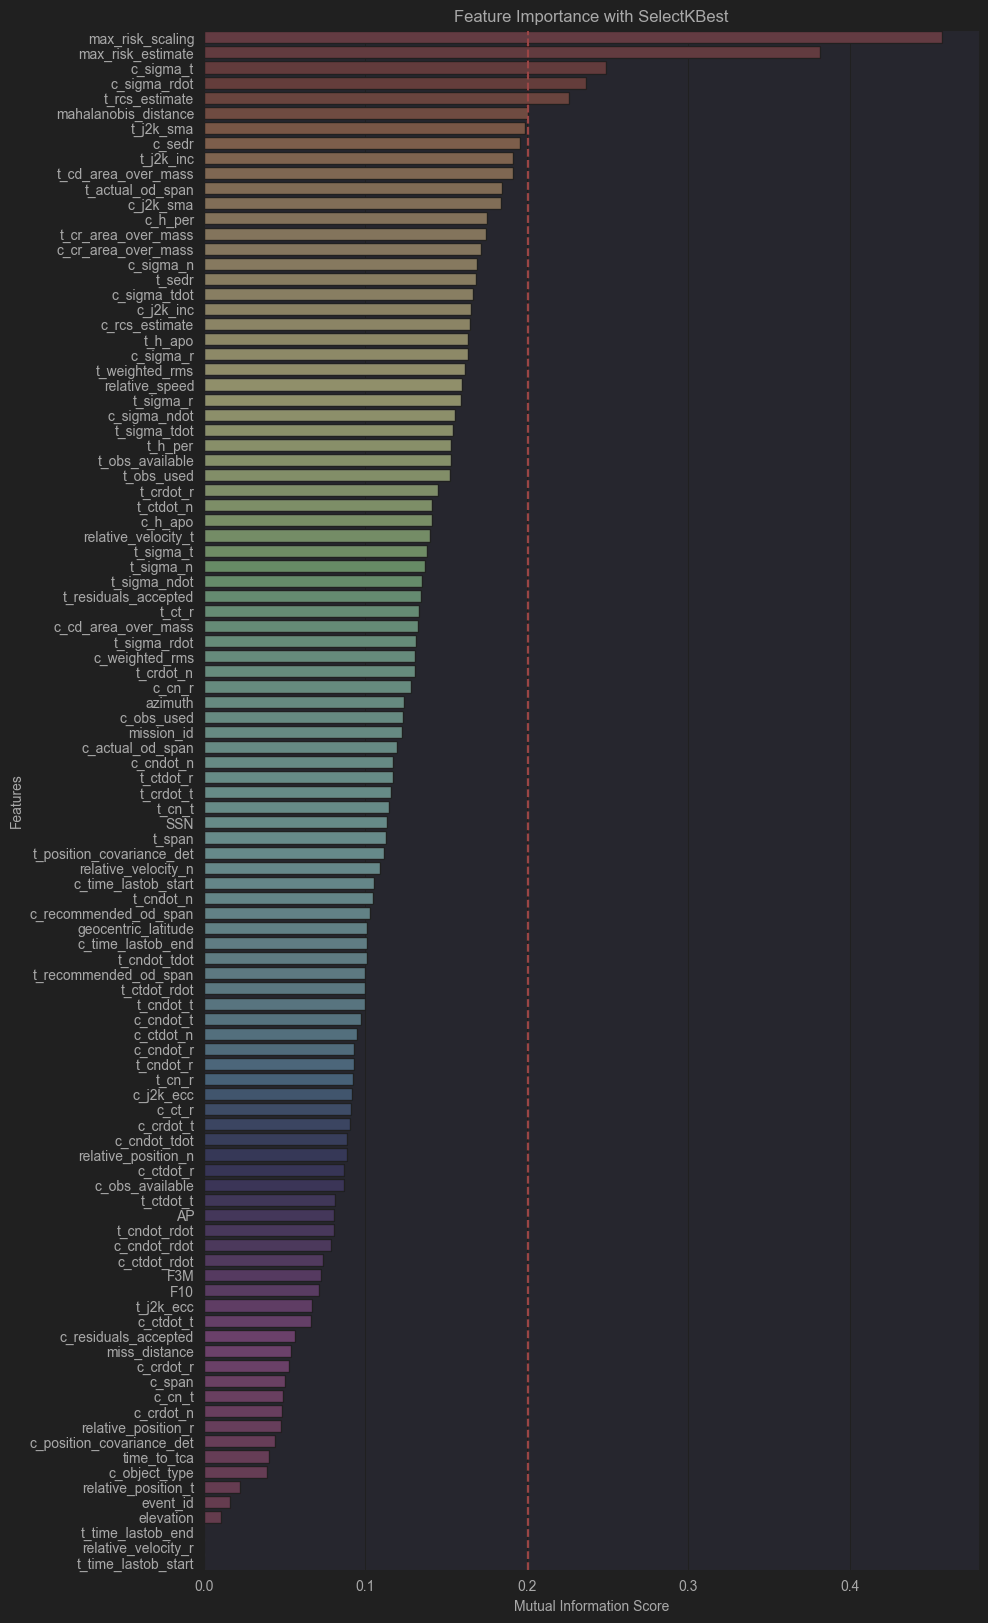 Feature Importance with SelectKBest
max_risk_scaling
max_risk_estimate
c_sigma_t
c_sigma_rdot
t_rcs_estimate
mahalanobis_distance
t_j2k_sma
c_sedr
t_j2k_inc
t_cd_area_over_mass
t_actual_od_span
c_j2k_sma
c_h_per
t_cr_area_over_mass
c_cr_area_over_mass
c_sigma_n
t_sedr
c_sigma_tdot
c_j2k_inc
c_rcs_estimate
t_h_apo
c_sigma_r
t_weighted_rms
relative_speed
t_sigma_r
c_sigma_ndot
t_sigma_tdot
t_h_per
t_obs_available
t_obs_used
t_crdot_r
t_ctdot_n
c_h_apo
relative_velocity_t
t_sigma_t
t_sigma_n
t_sigma_ndot
t_residuals_accepted
t_ct_r
c_cd_area_over_mass
t_sigma_rdot
c_weighted_rms
t_crdot_n
c_cn_r
azimuth
c_obs_used
mission_id
c_actual_od_span
c_cndot_n
t_ctdot_r
t_crdot_t
t_cn_t
SSN
t_span
t_position_covariance_det
relative_velocity_n
c_time_lastob_start
t_cndot_n
c_recommended_od_span
geocentric_latitude
c_time_lastob_end
t_cndot_tdot
t_recommended_od_span
t_ctdot_rdot
t_cndot_t
c_cndot_t
c_ctdot_n
c_cndot_r
t_cndot_r
t_cn_r
c_j2k_ecc
c_ct_r
c_crdot_t
c_cndot_tdot
relative_position_n
c_ctdot_r
c_obs_available
t_ctdot_t
AP
t_cndot_rdot
c_cndot_rdot
c_ctdot_rdot
F3M
F10
t_j2k_ecc
c_ctdot_t
c_residuals_accepted
miss_distance
c_crdot_r
c_span
c_cn_t
c_crdot_n
relative_position_r
c_position_covariance_det
time_to_tca
c_object_type
relative_position_t
event_id
elevation
t_time_lastob_end
relative_velocity_r
t_time_lastob_start
Features
0.0 0.1 0.2 0.3 0.4
Mutual Information Score